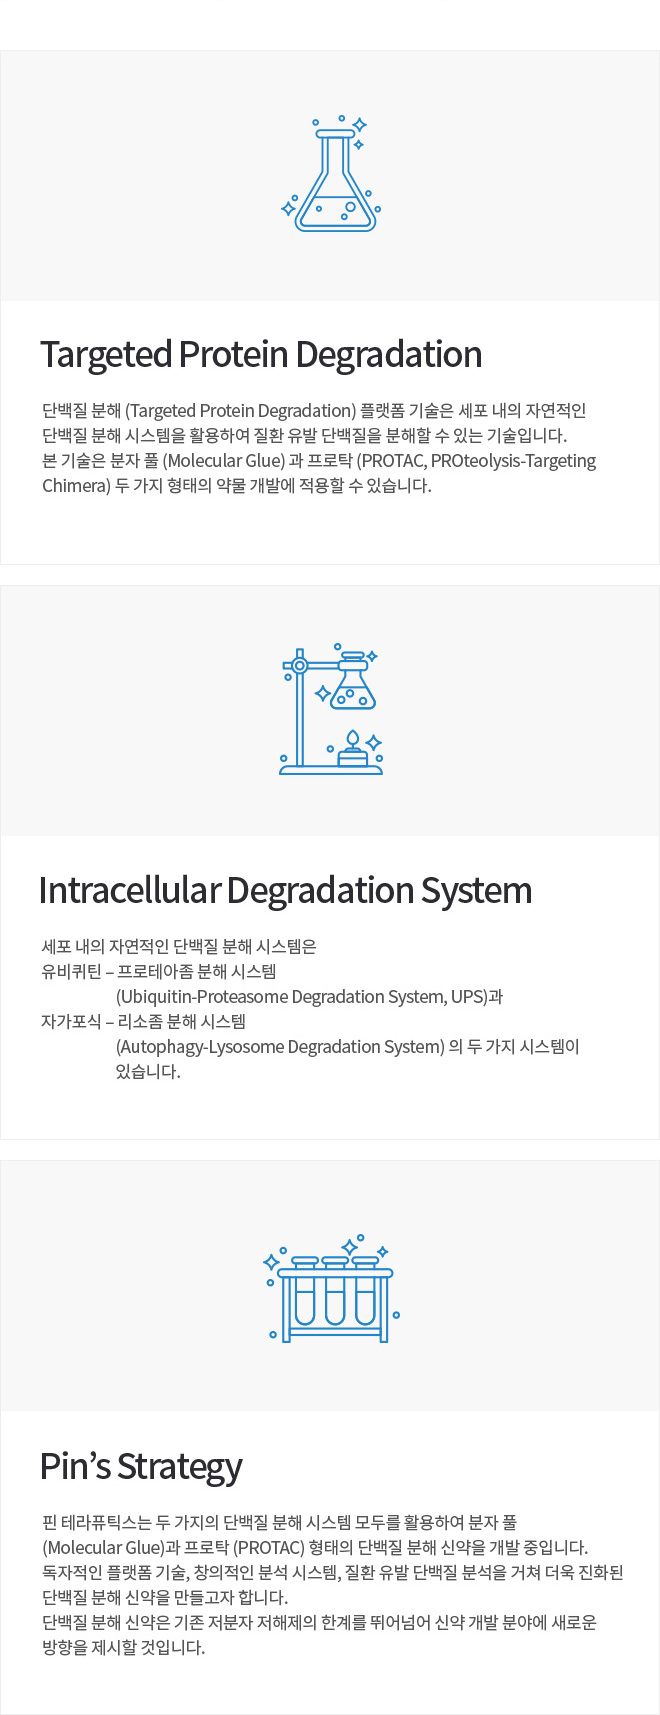 Targeted Protein Degradation
단백질 분해 (Targeted Protein Degradation) 플랫폼 기술은 세포 내의 자연적인
단백질 분해 시스템을 활용하여 질환 유발 단백질을 분해할 수 있는 기술입니다.
본 기술은 분자 풀 (Molecular Glue) 과 프로탁 (PROTAC, PROteolysis-Targeting
Chimera) 두 가지 형태의 약물 개발에 적용할 수 있습니다.
Intracellular Degradation System
세포 내의 자연적인 단백질 분해 시스템은
유비퀴틴 – 프로테아좀 분해 시스템
(Ubiquitin-Proteasome Degradation System, UPS)과
자가포식 – 리소좀 분해 시스템
(Autophagy-Lysosome Degradation System) 의 두 가지 시스템이
있습니다.
Pin’s Strategy
핀 테라퓨틱스는 두 가지의 단백질 분해 시스템 모두를 활용하여 분자 풀
(Molecular Glue)과 프로탁 (PROTAC) 형태의 단백질 분해 신약을 개발 중입니다.
독자적인 플랫폼 기술, 창의적인 분석 시스템, 질환 유발 단백질 분석을 거쳐 더욱 진화된
단백질 분해 신약을 만들고자 합니다.
단백질 분해 신약은 기존 저분자 저해제의 한계를 뛰어넘어 신약 개발 분야에 새로운
방향을 제시할 것입니다.